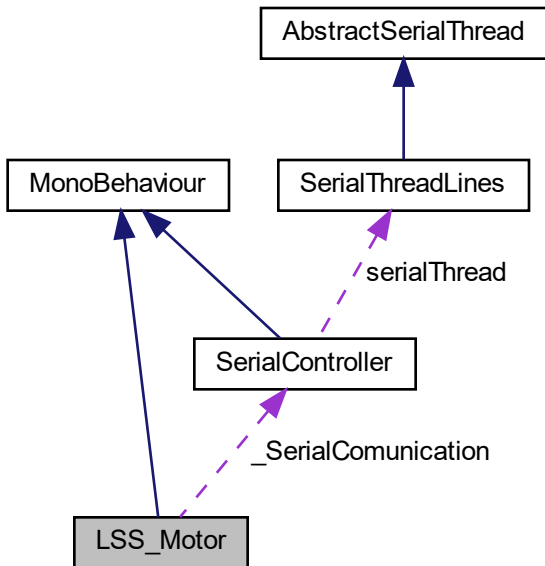 AbstractSerialThread
MonoBehaviour
SerialThreadLines
serialThread
SerialController
_SerialComunication
LSS_Motor